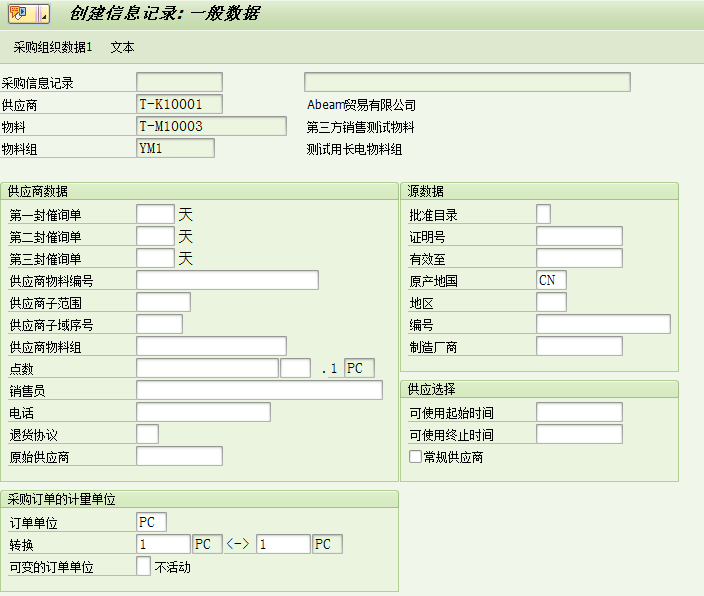 创建信息记录: 一般数据
采购组织数据1 文本
采购信息记录
供应商 T-K10001 Abeam贸易有限公司
物料 T-M10003 第三方销售测试物料
物料组 YM1 测试用长电物料组
供应商数据
第一封催询单 天
第二封催询单 天
第三封催询单 天
供应商物料编号
供应商子范围
供应商子域序号
供应商物料组
点数 . 1 PC
销售员
电话
退货协议
原始供应商
源数据
批准目录
证明号
有效至
原产地国 CN
地区
编号
制造厂商
供应选择
可使用起始时间
可使用终止时间
常规供应商
采购订单的计量单位
订单单位 PC
转换 1 PC <-> 1 PC
可变的订单单位 不活动